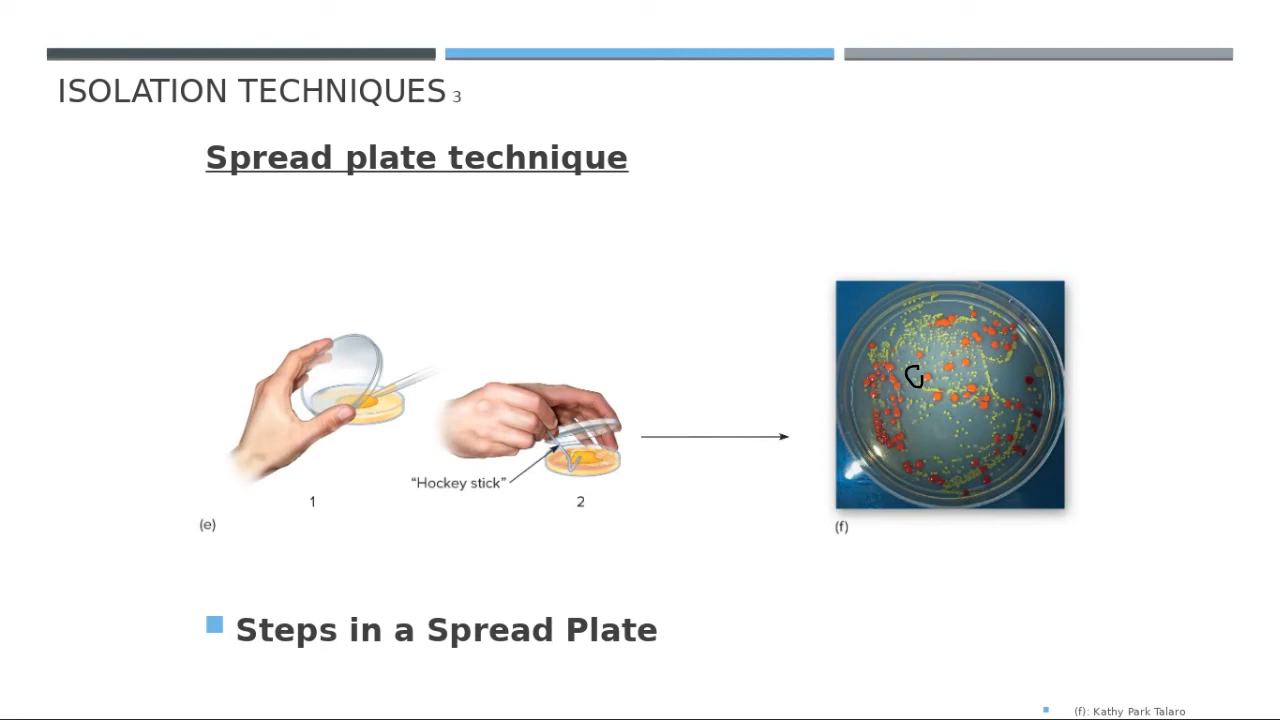 ISOLATION TECHNIQUES 3
Spread plate technique
“Hockey stick”
1
2
(e)
(f)
Steps in a Spread Plate
(f): Kathy Park Talaro